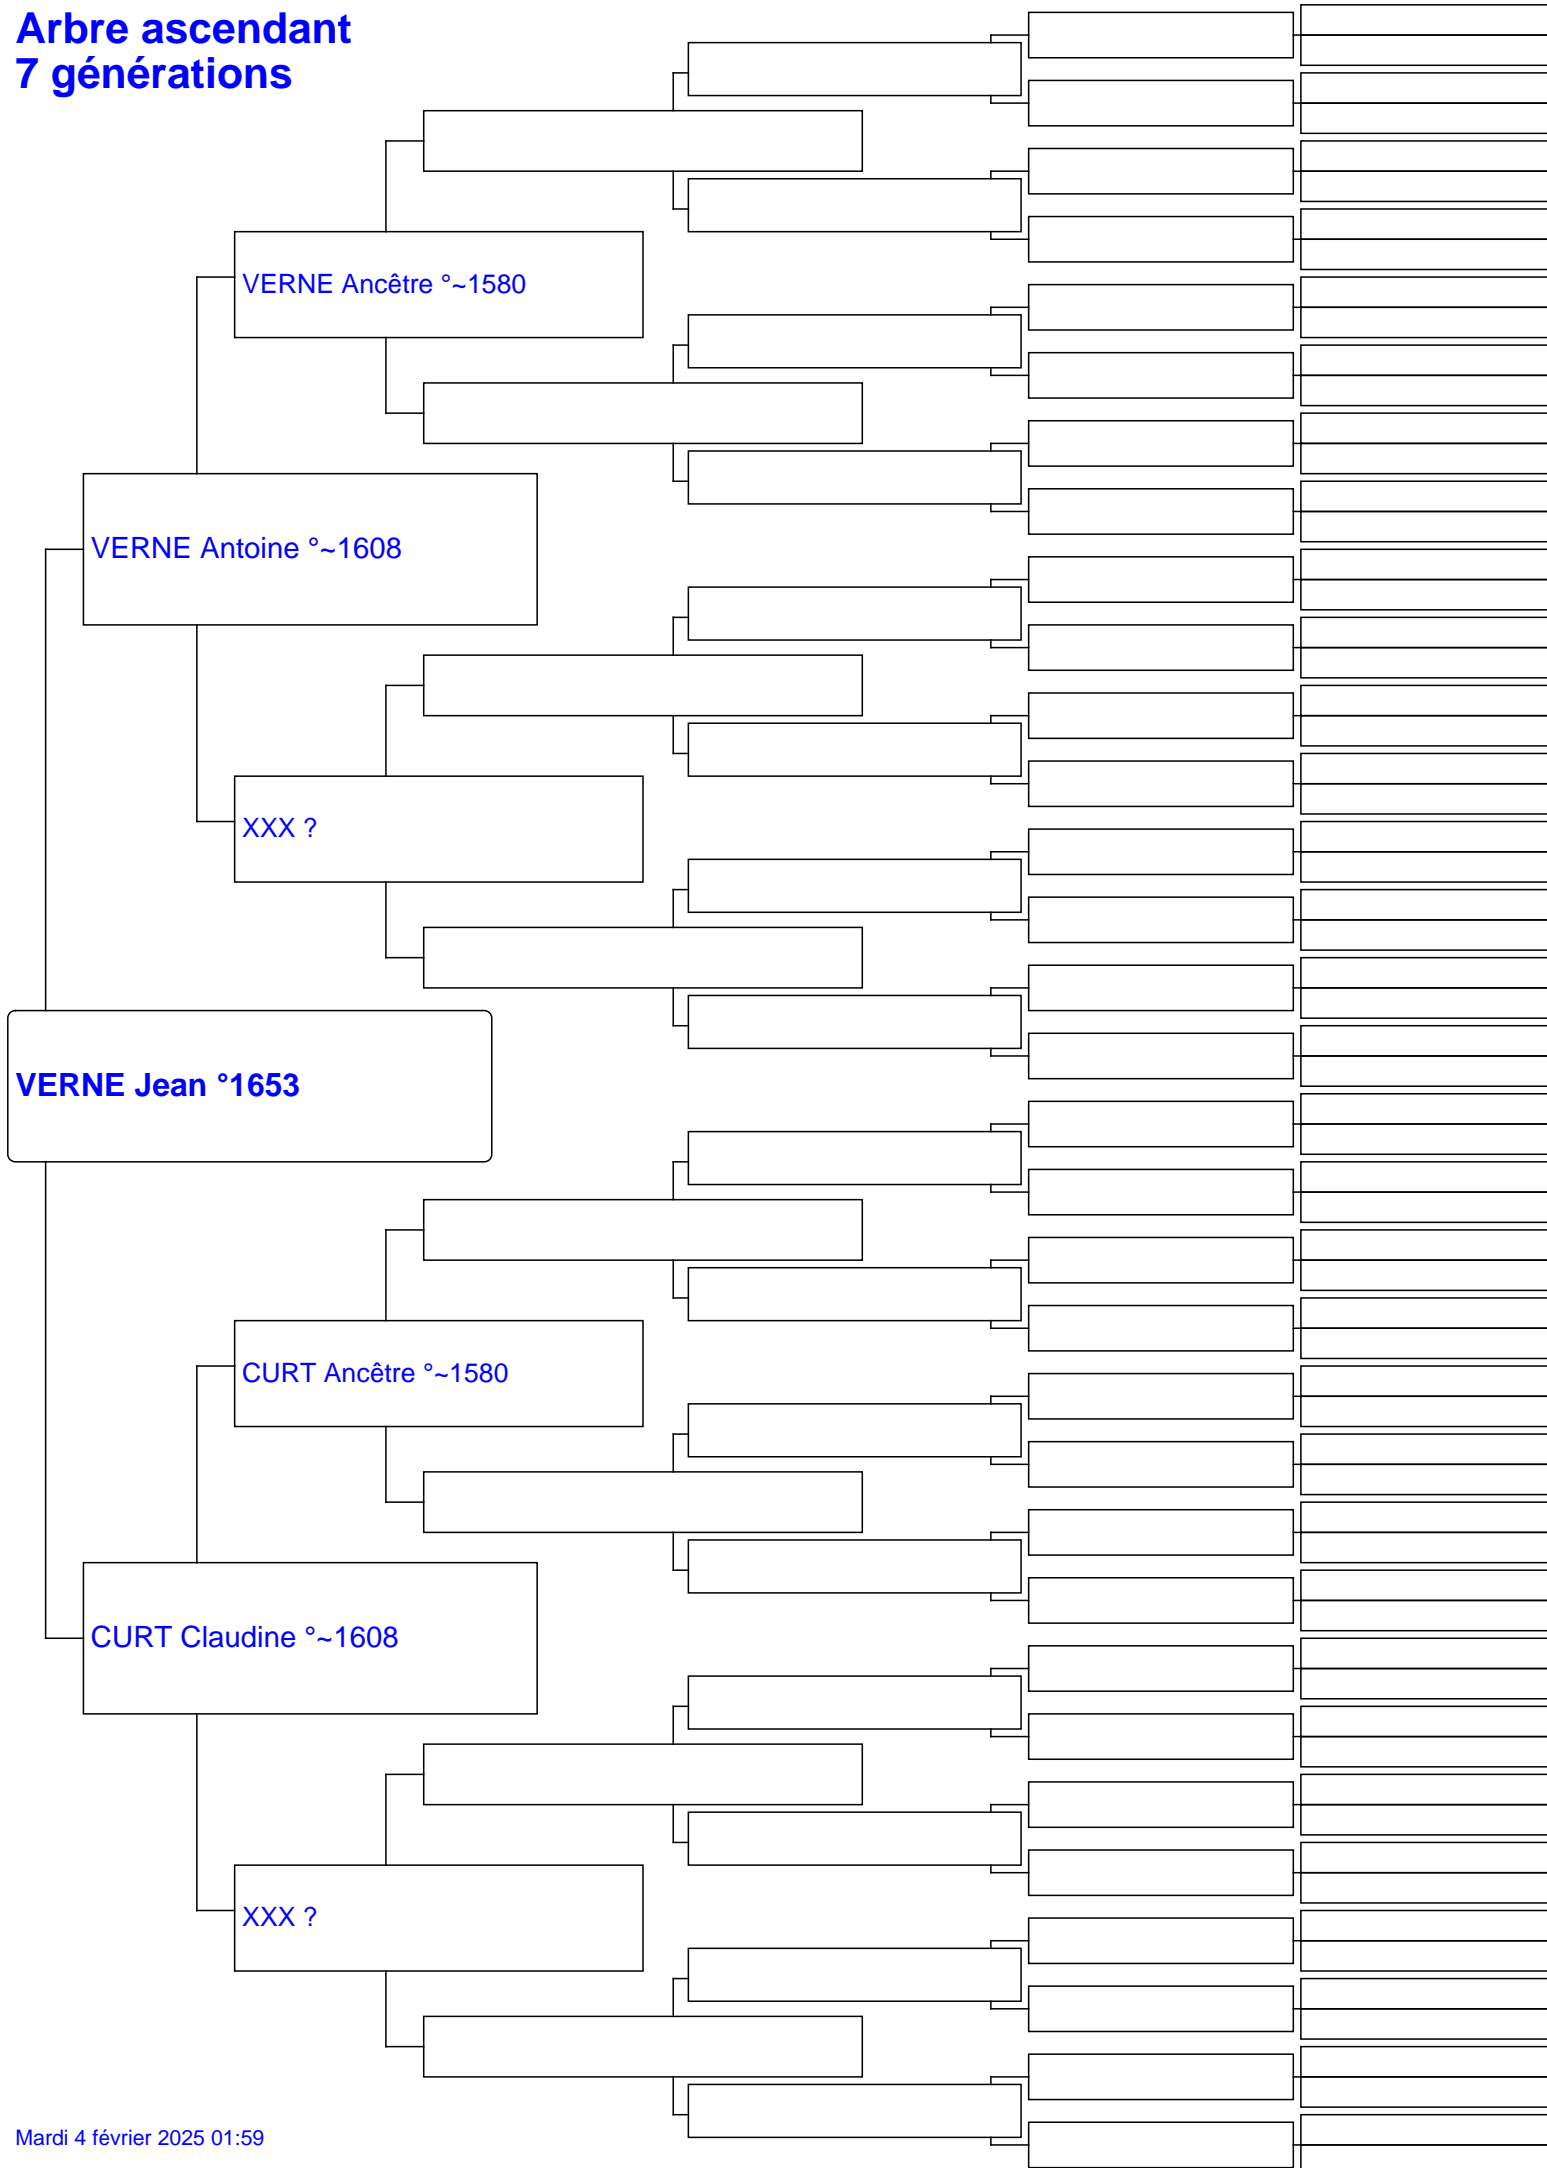 Arbre ascendant
7 générations
VERNE Ancêtre °~1580
VERNE Antoine °~1608
XXX ?
VERNE Jean °1653
CURT Ancêtre °~1580
CURT Claudine °~1608
XXX ?
Mardi 4 février 2025 01:59